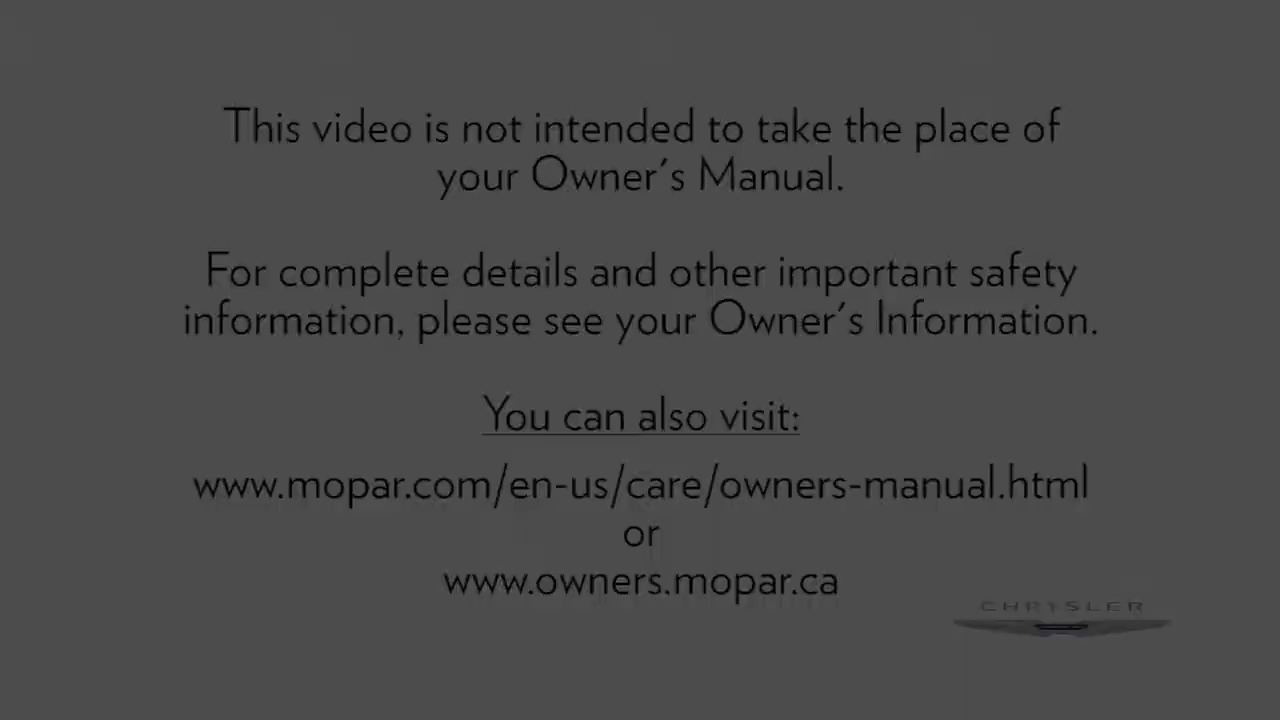 This video is not intended to take the place of
your Owner's Manual.
For complete details and other important safety
information, please see your Owner's Information.
You can also visit:
www.mopar.com/en-us/care/owners-manual.html
or
www.owners.mopar.ca
CHRYSLER